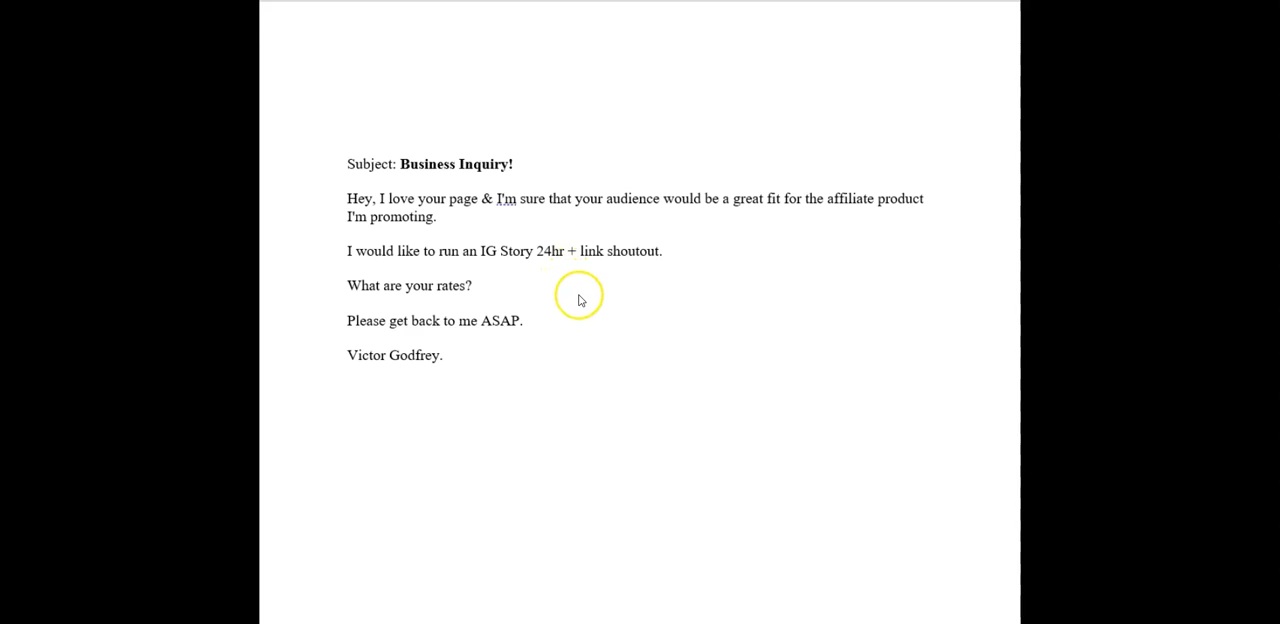 Subject: Business Inquiry!
Hey, I love your page & I'm sure that your audience would be a great fit for the affiliate product
I'm promoting.
I would like to run an IG Story 24hr + link shoutout.
What are your rates?
Please get back to me ASAP.
Victor Godfrey.